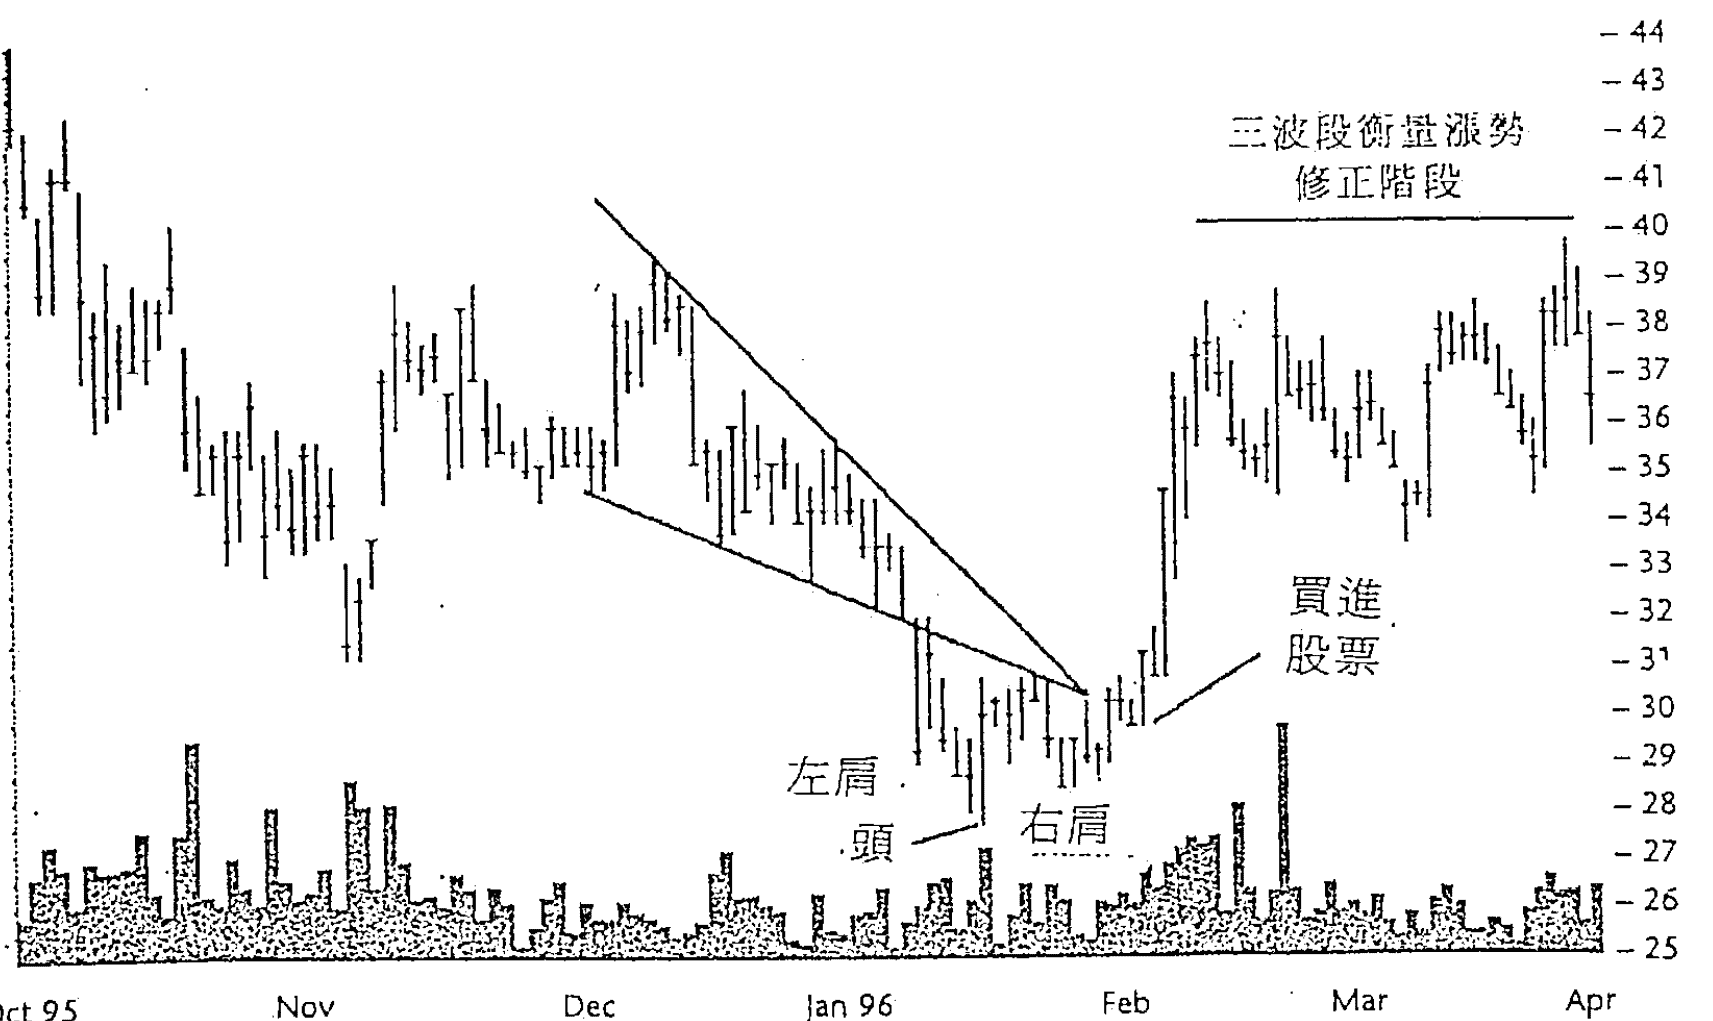 – 44
– 43
– 42
三波段衡量漲勢
修正階段
– 41
– 40
– 39
– 38
– 37
– 36
– 35
– 34
– 33
買進
股票
– 32
– 31
– 30
– 29
左肩
– 28
頭
右肩
– 27
– 26
– 25
Oct 95
Nov
Dec
Jan 96
Feb
Mar
Apr